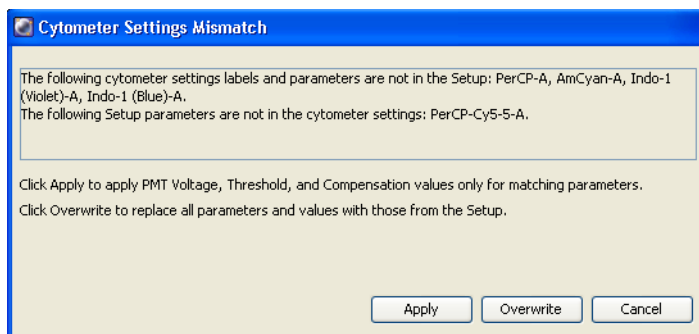 Cytometer Settings Mismatch
The following cytometer settings labels and parameters are not in the Setup: PerCP-A, AmCyan-A, Indo-1
(Violet)-A, Indo-1 (Blue)-A.
The following Setup parameters are not in the cytometer settings: PerCP-Cy5-5-A.
Click Apply to apply PMT Voltage, Threshold, and Compensation values only for matching parameters.
Click Overwrite to replace all parameters and values with those from the Setup.
Apply Overwrite Cancel